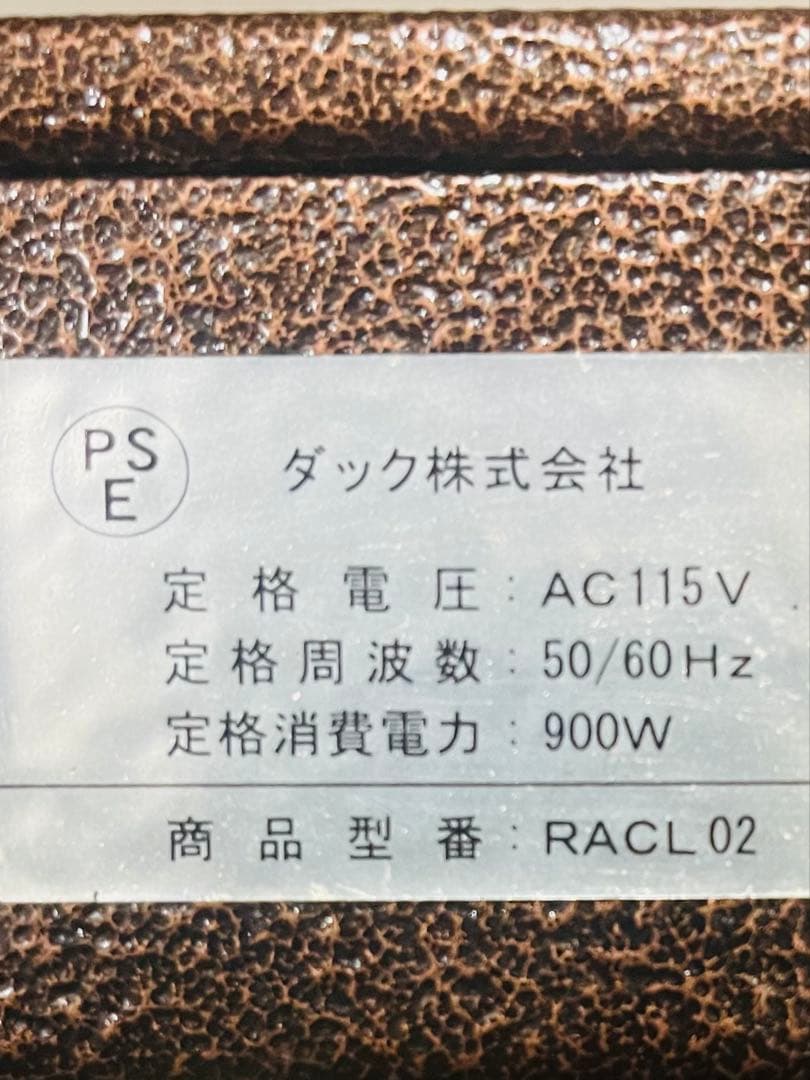 PS
E
ダック株式会社
定格電圧:AC115V
定格周波数:50/60Hz
定格消費電力:900W
商品型番:RACL02